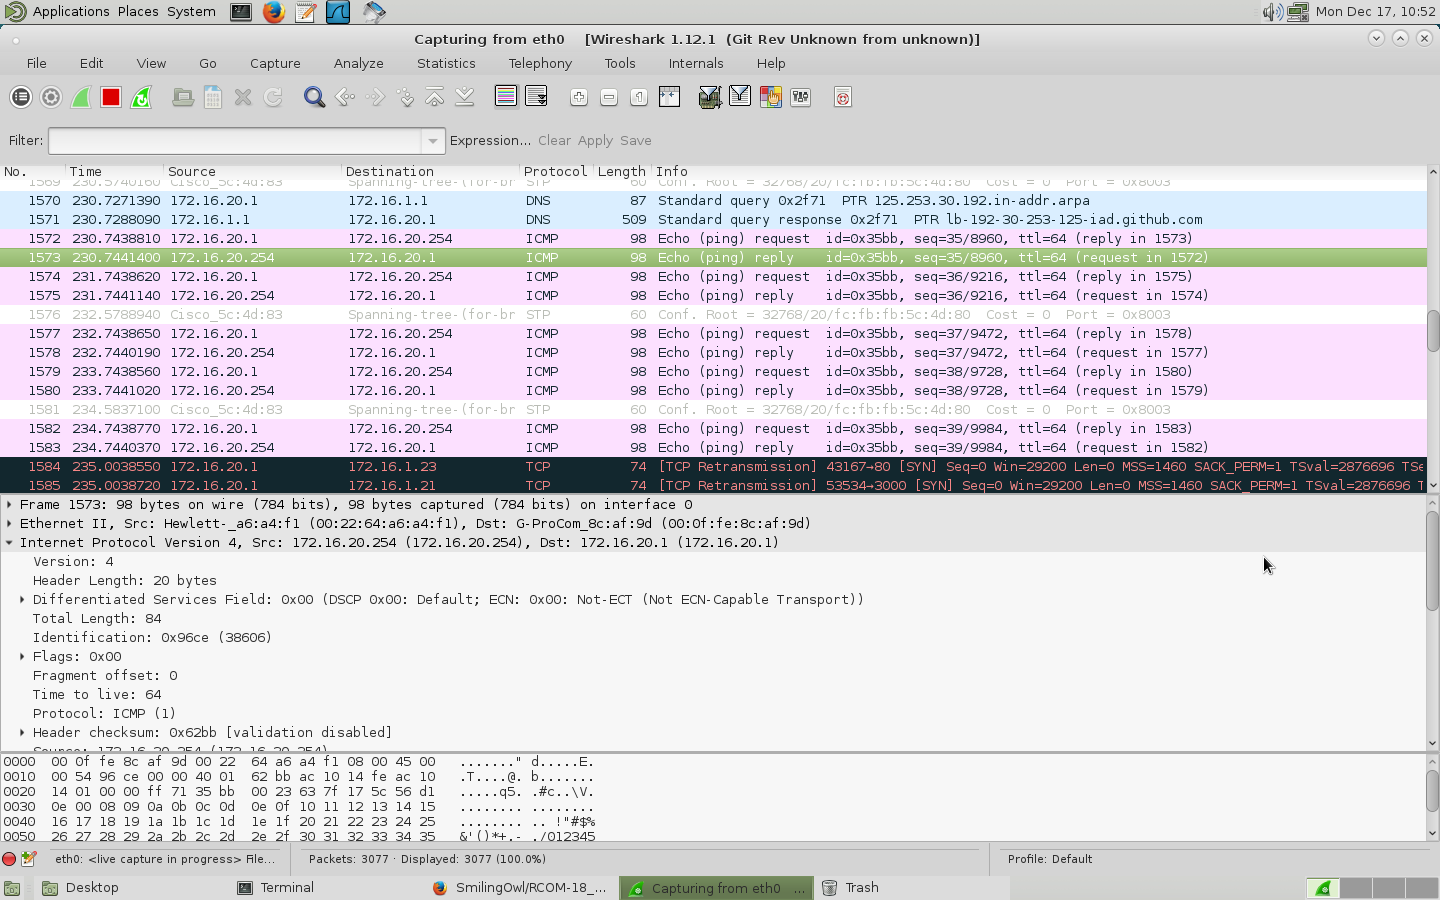 Applications Places System Mon Dec 17, 10:52
Capturing from eth0 [Wireshark 1.12.1 (Git Rev Unknown from unknown)]
File Edit View Go Capture Analyze Statistics Telephony Tools Internals Help
Filter: Expression... Clear Apply Save
No. Time Source Destination Protocol Length Info
1569 230.5740160 Cisco_5c:4d:83 Spanning-tree-(for-br STP 60 Conf. Root = 32768/20/fc:fb:fb:5c:4d:80 Cost = 0 Port = 0x8003
1570 230.7271390 172.16.20.1 172.16.1.1 DNS 87 Standard query 0x2f71 PTR 125.253.30.192.in-addr.arpa
1571 230.7288090 172.16.1.1 172.16.20.1 DNS 509 Standard query response 0x2f71 PTR lb-192-30-253-125-iad.github.com
1572 230.7438810 172.16.20.1 172.16.20.254 ICMP 98 Echo (ping) request id=0x35bb, seq=35/8960, ttl=64 (reply in 1573)
1573 230.7441400 172.16.20.254 172.16.20.1 ICMP 98 Echo (ping) reply id=0x35bb, seq=35/8960, ttl=64 (request in 1572)
1574 231.7438620 172.16.20.1 172.16.20.254 ICMP 98 Echo (ping) request id=0x35bb, seq=36/9216, ttl=64 (reply in 1575)
1575 231.7441140 172.16.20.254 172.16.20.1 ICMP 98 Echo (ping) reply id=0x35bb, seq=36/9216, ttl=64 (request in 1574)
1576 232.5788940 Cisco_5c:4d:83 Spanning-tree-(for-br STP 60 Conf. Root = 32768/20/fc:fb:fb:5c:4d:80 Cost = 0 Port = 0x8003
1577 232.7438650 172.16.20.1 172.16.20.254 ICMP 98 Echo (ping) request id=0x35bb, seq=37/9472, ttl=64 (reply in 1578)
1578 232.7440190 172.16.20.254 172.16.20.1 ICMP 98 Echo (ping) reply id=0x35bb, seq=37/9472, ttl=64 (request in 1577)
1579 233.7438560 172.16.20.1 172.16.20.254 ICMP 98 Echo (ping) request id=0x35bb, seq=38/9728, ttl=64 (reply in 1580)
1580 233.7441020 172.16.20.254 172.16.20.1 ICMP 98 Echo (ping) reply id=0x35bb, seq=38/9728, ttl=64 (request in 1579)
1581 234.5837100 Cisco_5c:4d:83 Spanning-tree-(for-br STP 60 Conf. Root = 32768/20/fc:fb:fb:5c:4d:80 Cost = 0 Port = 0x8003
1582 234.7438770 172.16.20.1 172.16.20.254 ICMP 98 Echo (ping) request id=0x35bb, seq=39/9984, ttl=64 (reply in 1583)
1583 234.7440370 172.16.20.254 172.16.20.1 ICMP 98 Echo (ping) reply id=0x35bb, seq=39/9984, ttl=64 (request in 1582)
1584 235.0038550 172.16.20.1 172.16.1.23 TCP 74 [TCP Retransmission] 43167→80 [SYN] Seq=0 Win=29200 Len=0 MSS=1460 SACK_PERM=1 TSval=2876696 TSe
1585 235.0038720 172.16.20.1 172.16.1.21 TCP 74 [TCP Retransmission] 53534→3000 [SYN] Seq=0 Win=29200 Len=0 MSS=1460 SACK_PERM=1 TSval=2876696 T
Frame 1573: 98 bytes on wire (784 bits), 98 bytes captured (784 bits) on interface 0
Ethernet II, Src: Hewlett-_a6:a4:f1 (00:22:64:a6:a4:f1), Dst: G-ProCom_8c:af:9d (00:0f:fe:8c:af:9d)
Internet Protocol Version 4, Src: 172.16.20.254 (172.16.20.254), Dst: 172.16.20.1 (172.16.20.1)
Version: 4
Header Length: 20 bytes
Differentiated Services Field: 0x00 (DSCP 0x00: Default; ECN: 0x00: Not-ECT (Not ECN-Capable Transport))
Total Length: 84
Identification: 0x96ce (38606)
Flags: 0x00
Fragment offset: 0
Time to live: 64
Protocol: ICMP (1)
Header checksum: 0x62bb [validation disabled]
Source: 172.16.20.254 (172.16.20.254)
0000 00 0f fe 8c af 9d 00 22 64 a6 a4 f1 08 00 45 00 ......." d.....E.
0010 00 54 96 ce 00 00 40 01 62 bb ac 10 14 fe ac 10 .T....@. b.......
0020 14 01 00 00 ff 71 35 bb 00 23 63 7f 17 5c 56 d1 .....q5. .#c..\V.
0030 0e 00 08 09 0a 0b 0c 0d 0e 0f 10 11 12 13 14 15 ........ ........
0040 16 17 18 19 1a 1b 1c 1d 1e 1f 20 21 22 23 24 25 ........ .. !"#$%
0050 26 27 28 29 2a 2b 2c 2d 2e 2f 30 31 32 33 34 35 &'()*+,- ./012345
eth0: <live capture in progress> File... Packets: 3077 · Displayed: 3077 (100.0%) Profile: Default
Desktop Terminal SmilingOwl/RCOM-18_... Capturing from eth0 ... Trash